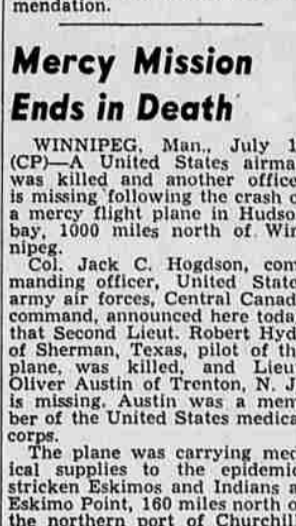 mendation.
Mercy Mission
Ends in Death
WINNIPEG, Man., July 1
(CP)—A United States airma
was killed and another office
is missing following the crash o
a mercy flight plane in Hudso
bay, 1000 miles north of Win
nipeg.
Col. Jack C. Hogdson, com
manding officer, United State
army air forces, Central Canad
command, announced here toda
that Second Lieut. Robert Hyd
of Sherman, Texas, pilot of th
plane, was killed, and Lieu
Oliver Austin of Trenton, N. J
is missing. Austin was a mem
ber of the United States medica
corps.
The plane was carrying med
ical supplies to the epidemic
stricken Eskimos and Indians a
Eskimo Point, 160 miles north o
the northern port of Churchill